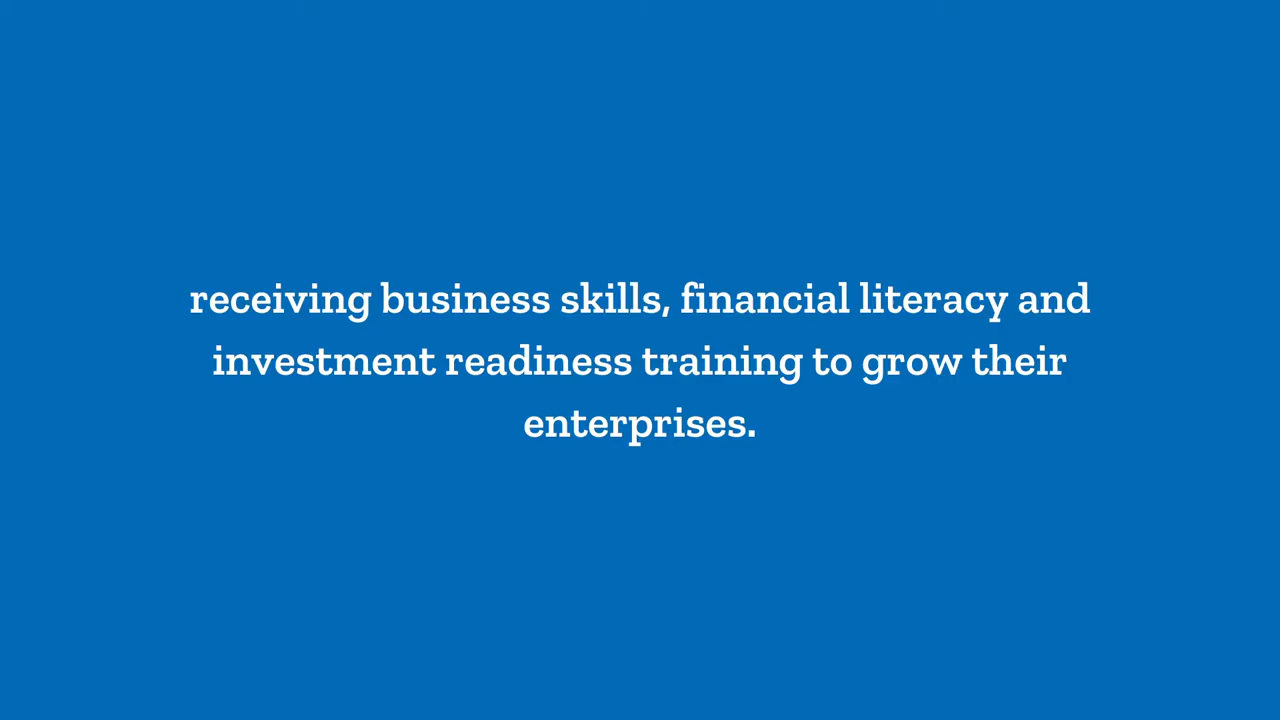 receiving business skills, financial literacy and
investment readiness training to grow their
enterprises.